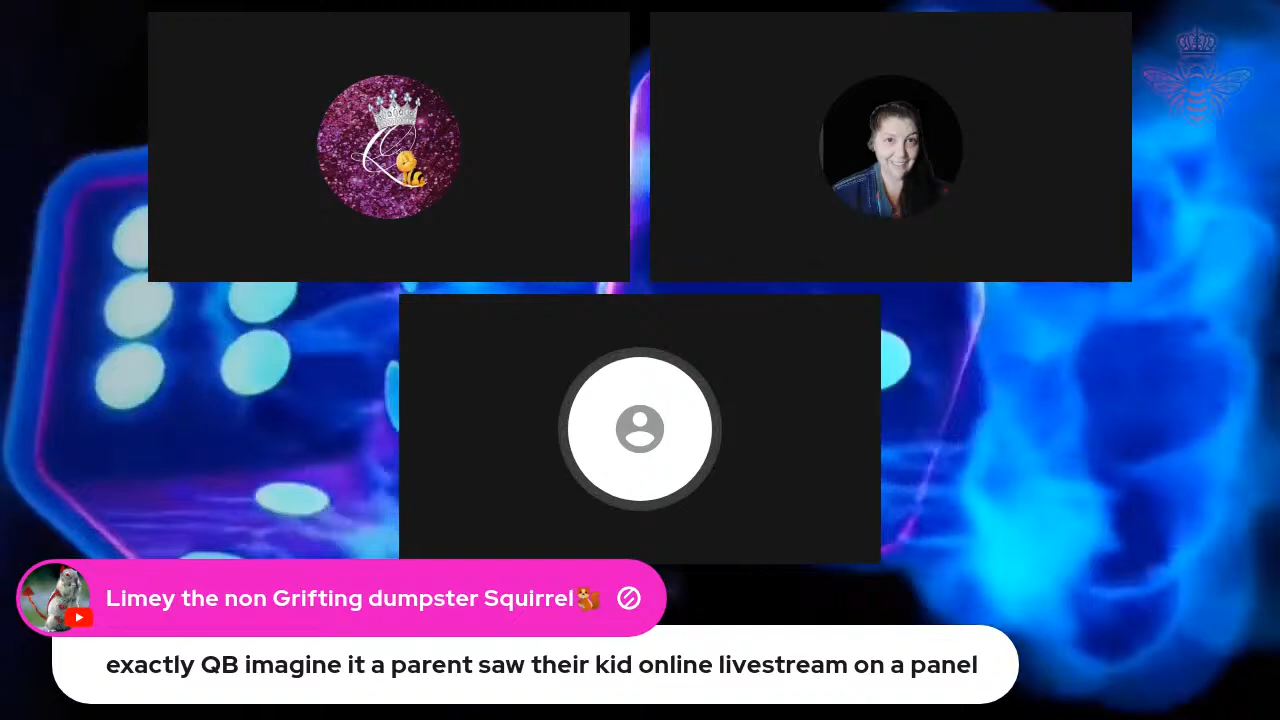 Limey the non Grifting dumpster Squirrel🐿️
exactly QB imagine it a parent saw their kid online livestream on a panel